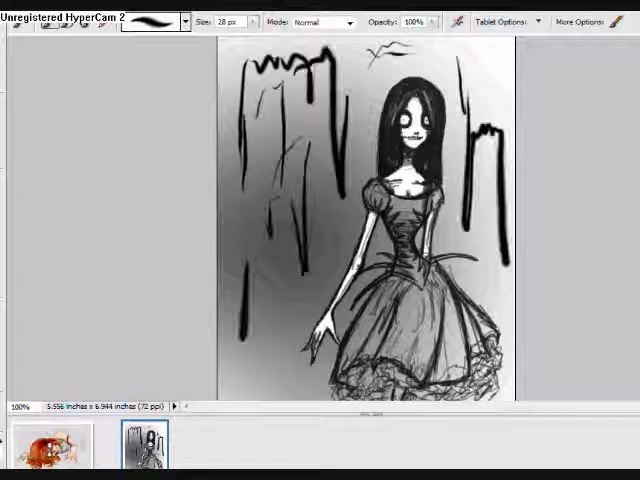 Unregistered HyperCam 2
Size: 28 px Mode: Normal Opacity: 100% Tablet Options: More Options:
100% 5.556 inches x 6.944 inches (72 ppi)